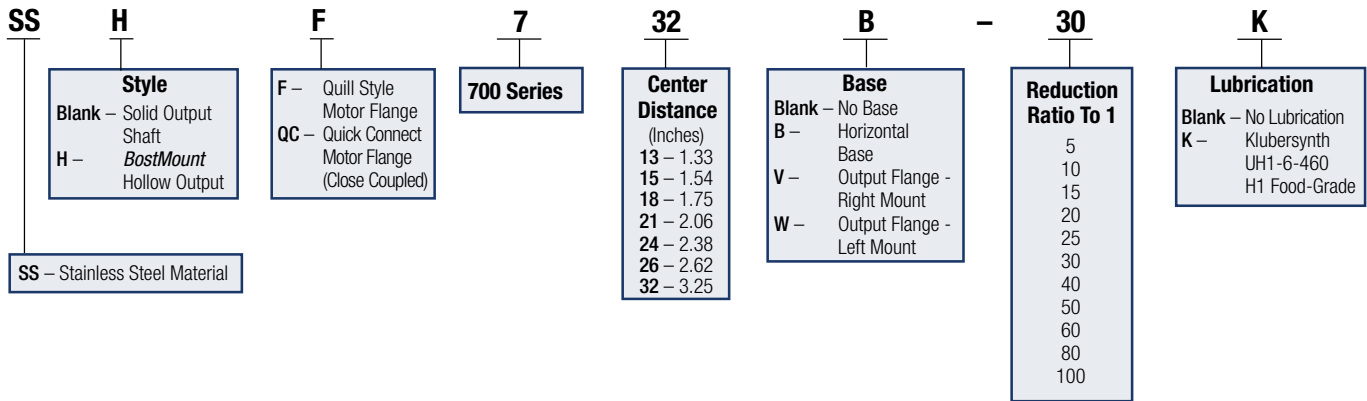 SS H F 7 32 B – 30 K
Style
Blank – Solid Output
Shaft
H – BostMount
Hollow Output
SS – Stainless Steel Material
F – Quill Style
Motor Flange
QC – Quick Connect
Motor Flange
(Close Coupled)
700 Series
Center
Distance
(Inches)
13 – 1.33
15 – 1.54
18 – 1.75
21 – 2.06
24 – 2.38
26 – 2.62
32 – 3.25
Base
Blank – No Base
B – Horizontal
Base
V – Output Flange -
Right Mount
W – Output Flange -
Left Mount
Reduction
Ratio To 1
5
10
15
20
25
30
40
50
60
80
100
Lubrication
Blank – No Lubrication
K – Klubersynth
UH1-6-460
H1 Food-Grade